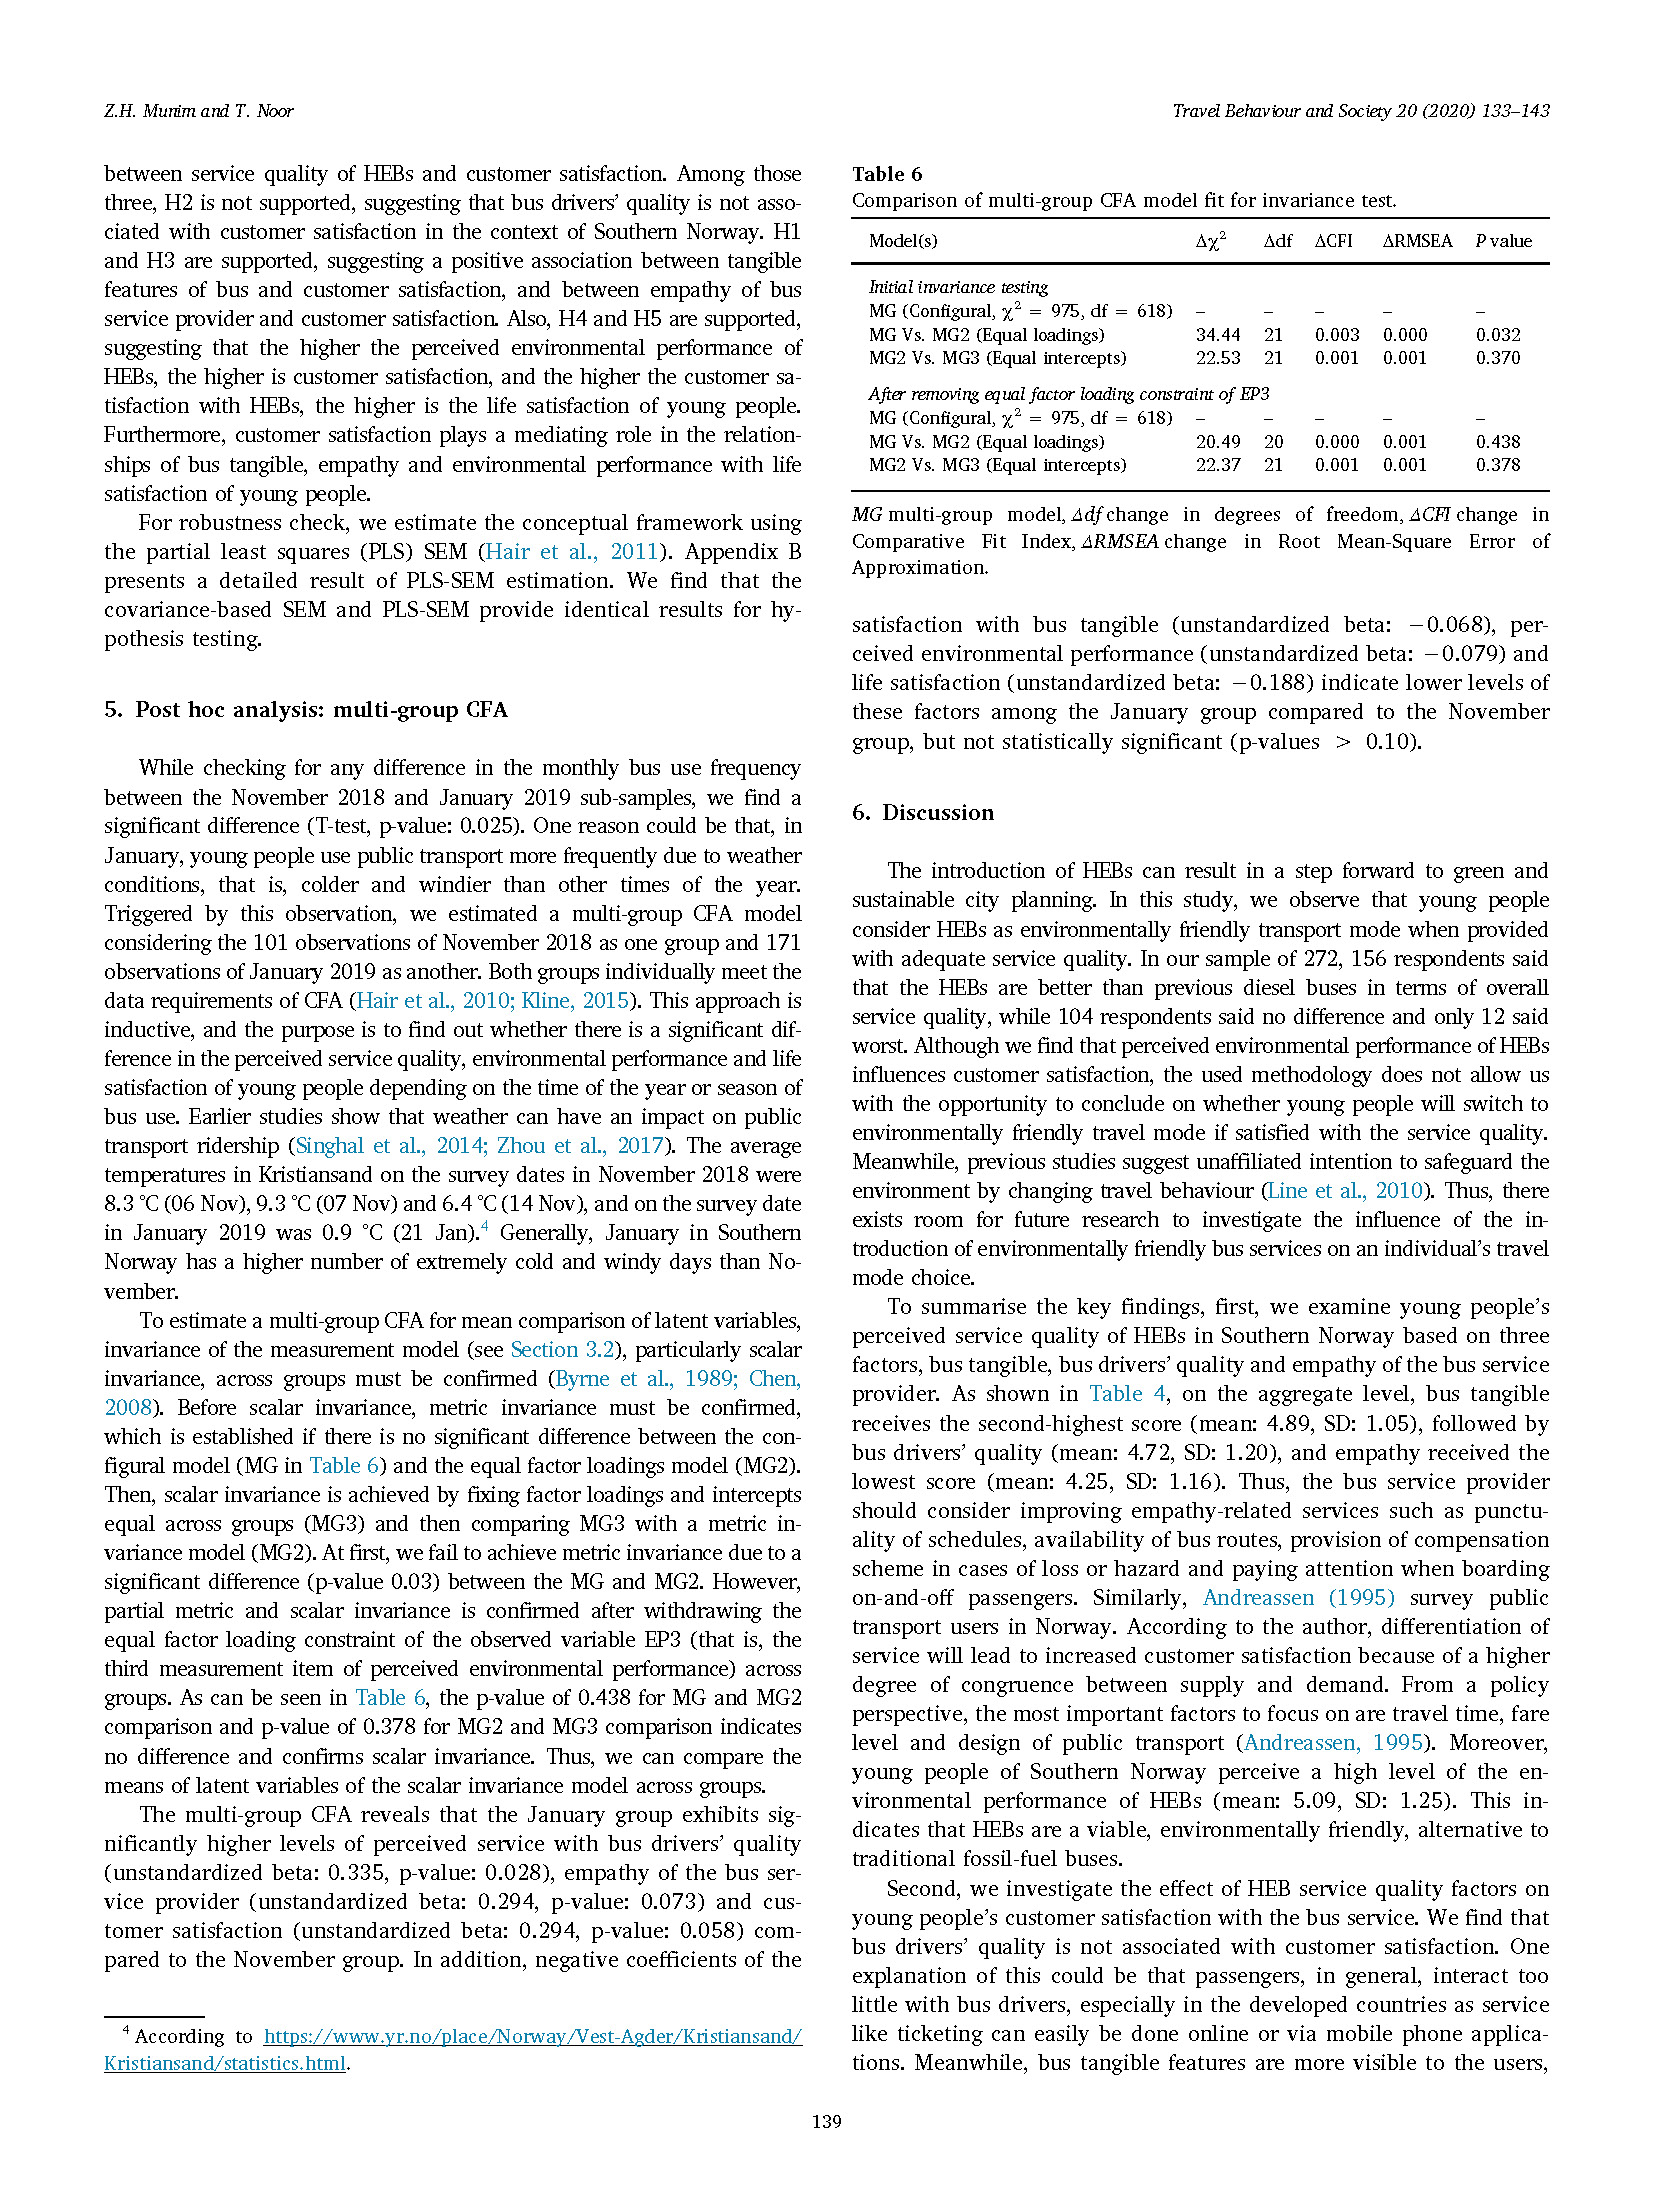 Z.H. Munim and T. Noor
Travel Behaviour and Society 20 (2020) 133–143
between service quality of HEBs and customer satisfaction. Among those
three, H2 is not supported, suggesting that bus drivers’ quality is not asso-
ciated with customer satisfaction in the context of Southern Norway. H1
and H3 are supported, suggesting a positive association between tangible
features of bus and customer satisfaction, and between empathy of bus
service provider and customer satisfaction. Also, H4 and H5 are supported,
suggesting that the higher the perceived environmental performance of
HEBs, the higher is customer satisfaction, and the higher the customer sa-
tisfaction with HEBs, the higher is the life satisfaction of young people.
Furthermore, customer satisfaction plays a mediating role in the relation-
ships of bus tangible, empathy and environmental performance with life
satisfaction of young people.
For robustness check, we estimate the conceptual framework using
the partial least squares (PLS) SEM (Hair et al., 2011). Appendix B
presents a detailed result of PLS-SEM estimation. We find that the
covariance-based SEM and PLS-SEM provide identical results for hy-
pothesis testing.
5. Post hoc analysis: multi-group CFA
While checking for any difference in the monthly bus use frequency
between the November 2018 and January 2019 sub-samples, we find a
significant difference (T-test, p-value: 0.025). One reason could be that, in
January, young people use public transport more frequently due to weather
conditions, that is, colder and windier than other times of the year.
Triggered by this observation, we estimated a multi-group CFA model
considering the 101 observations of November 2018 as one group and 171
observations of January 2019 as another. Both groups individually meet the
data requirements of CFA (Hair et al., 2010; Kline, 2015). This approach is
inductive, and the purpose is to find out whether there is a significant dif-
ference in the perceived service quality, environmental performance and life
satisfaction of young people depending on the time of the year or season of
bus use. Earlier studies show that weather can have an impact on public
transport ridership (Singhal et al., 2014; Zhou et al., 2017). The average
temperatures in Kristiansand on the survey dates in November 2018 were
8.3 °C (06 Nov), 9.3 °C (07 Nov) and 6.4 °C (14 Nov), and on the survey date
in January 2019 was 0.9 °C (21 Jan).4 Generally, January in Southern
Norway has a higher number of extremely cold and windy days than No-
vember.
To estimate a multi-group CFA for mean comparison of latent variables,
invariance of the measurement model (see Section 3.2), particularly scalar
invariance, across groups must be confirmed (Byrne et al., 1989; Chen,
2008). Before scalar invariance, metric invariance must be confirmed,
which is established if there is no significant difference between the con-
figural model (MG in Table 6) and the equal factor loadings model (MG2).
Then, scalar invariance is achieved by fixing factor loadings and intercepts
equal across groups (MG3) and then comparing MG3 with a metric in-
variance model (MG2). At first, we fail to achieve metric invariance due to a
significant difference (p-value 0.03) between the MG and MG2. However,
partial metric and scalar invariance is confirmed after withdrawing the
equal factor loading constraint of the observed variable EP3 (that is, the
third measurement item of perceived environmental performance) across
groups. As can be seen in Table 6, the p-value of 0.438 for MG and MG2
comparison and p-value of 0.378 for MG2 and MG3 comparison indicates
no difference and confirms scalar invariance. Thus, we can compare the
means of latent variables of the scalar invariance model across groups.
The multi-group CFA reveals that the January group exhibits sig-
nificantly higher levels of perceived service with bus drivers’ quality
(unstandardized beta: 0.335, p-value: 0.028), empathy of the bus ser-
vice provider (unstandardized beta: 0.294, p-value: 0.073) and cus-
tomer satisfaction (unstandardized beta: 0.294, p-value: 0.058) com-
pared to the November group. In addition, negative coefficients of the
4 According to https://www.yr.no/place/Norway/Vest-Agder/Kristiansand/
Kristiansand/statistics.html.
Table 6
Comparison of multi-group CFA model fit for invariance test.
Model(s) Δχ2 Δdf ΔCFI ΔRMSEA P value
Initial invariance testing
MG (Configural, χ2 = 975, df = 618) – – – – –
MG Vs. MG2 (Equal loadings) 34.44 21 0.003 0.000 0.032
MG2 Vs. MG3 (Equal intercepts) 22.53 21 0.001 0.001 0.370
After removing equal factor loading constraint of EP3
MG (Configural, χ2 = 975, df = 618) – – – – –
MG Vs. MG2 (Equal loadings) 20.49 20 0.000 0.001 0.438
MG2 Vs. MG3 (Equal intercepts) 22.37 21 0.001 0.001 0.378
MG multi-group model, Δdf change in degrees of freedom, ΔCFI change in
Comparative Fit Index, ΔRMSEA change in Root Mean-Square Error of
Approximation.
satisfaction with bus tangible (unstandardized beta: −0.068), per-
ceived environmental performance (unstandardized beta: −0.079) and
life satisfaction (unstandardized beta: −0.188) indicate lower levels of
these factors among the January group compared to the November
group, but not statistically significant (p-values > 0.10).
6. Discussion
The introduction of HEBs can result in a step forward to green and
sustainable city planning. In this study, we observe that young people
consider HEBs as environmentally friendly transport mode when provided
with adequate service quality. In our sample of 272, 156 respondents said
that the HEBs are better than previous diesel buses in terms of overall
service quality, while 104 respondents said no difference and only 12 said
worst. Although we find that perceived environmental performance of HEBs
influences customer satisfaction, the used methodology does not allow us
with the opportunity to conclude on whether young people will switch to
environmentally friendly travel mode if satisfied with the service quality.
Meanwhile, previous studies suggest unaffiliated intention to safeguard the
environment by changing travel behaviour (Line et al., 2010). Thus, there
exists room for future research to investigate the influence of the in-
troduction of environmentally friendly bus services on an individual’s travel
mode choice.
To summarise the key findings, first, we examine young people’s
perceived service quality of HEBs in Southern Norway based on three
factors, bus tangible, bus drivers’ quality and empathy of the bus service
provider. As shown in Table 4, on the aggregate level, bus tangible
receives the second-highest score (mean: 4.89, SD: 1.05), followed by
bus drivers’ quality (mean: 4.72, SD: 1.20), and empathy received the
lowest score (mean: 4.25, SD: 1.16). Thus, the bus service provider
should consider improving empathy-related services such as punctu-
ality of schedules, availability of bus routes, provision of compensation
scheme in cases of loss or hazard and paying attention when boarding
on-and-off passengers. Similarly, Andreassen (1995) survey public
transport users in Norway. According to the author, differentiation of
service will lead to increased customer satisfaction because of a higher
degree of congruence between supply and demand. From a policy
perspective, the most important factors to focus on are travel time, fare
level and design of public transport (Andreassen, 1995). Moreover,
young people of Southern Norway perceive a high level of the en-
vironmental performance of HEBs (mean: 5.09, SD: 1.25). This in-
dicates that HEBs are a viable, environmentally friendly, alternative to
traditional fossil-fuel buses.
Second, we investigate the effect of HEB service quality factors on
young people’s customer satisfaction with the bus service. We find that
bus drivers’ quality is not associated with customer satisfaction. One
explanation of this could be that passengers, in general, interact too
little with bus drivers, especially in the developed countries as service
like ticketing can easily be done online or via mobile phone applica-
tions. Meanwhile, bus tangible features are more visible to the users,
139